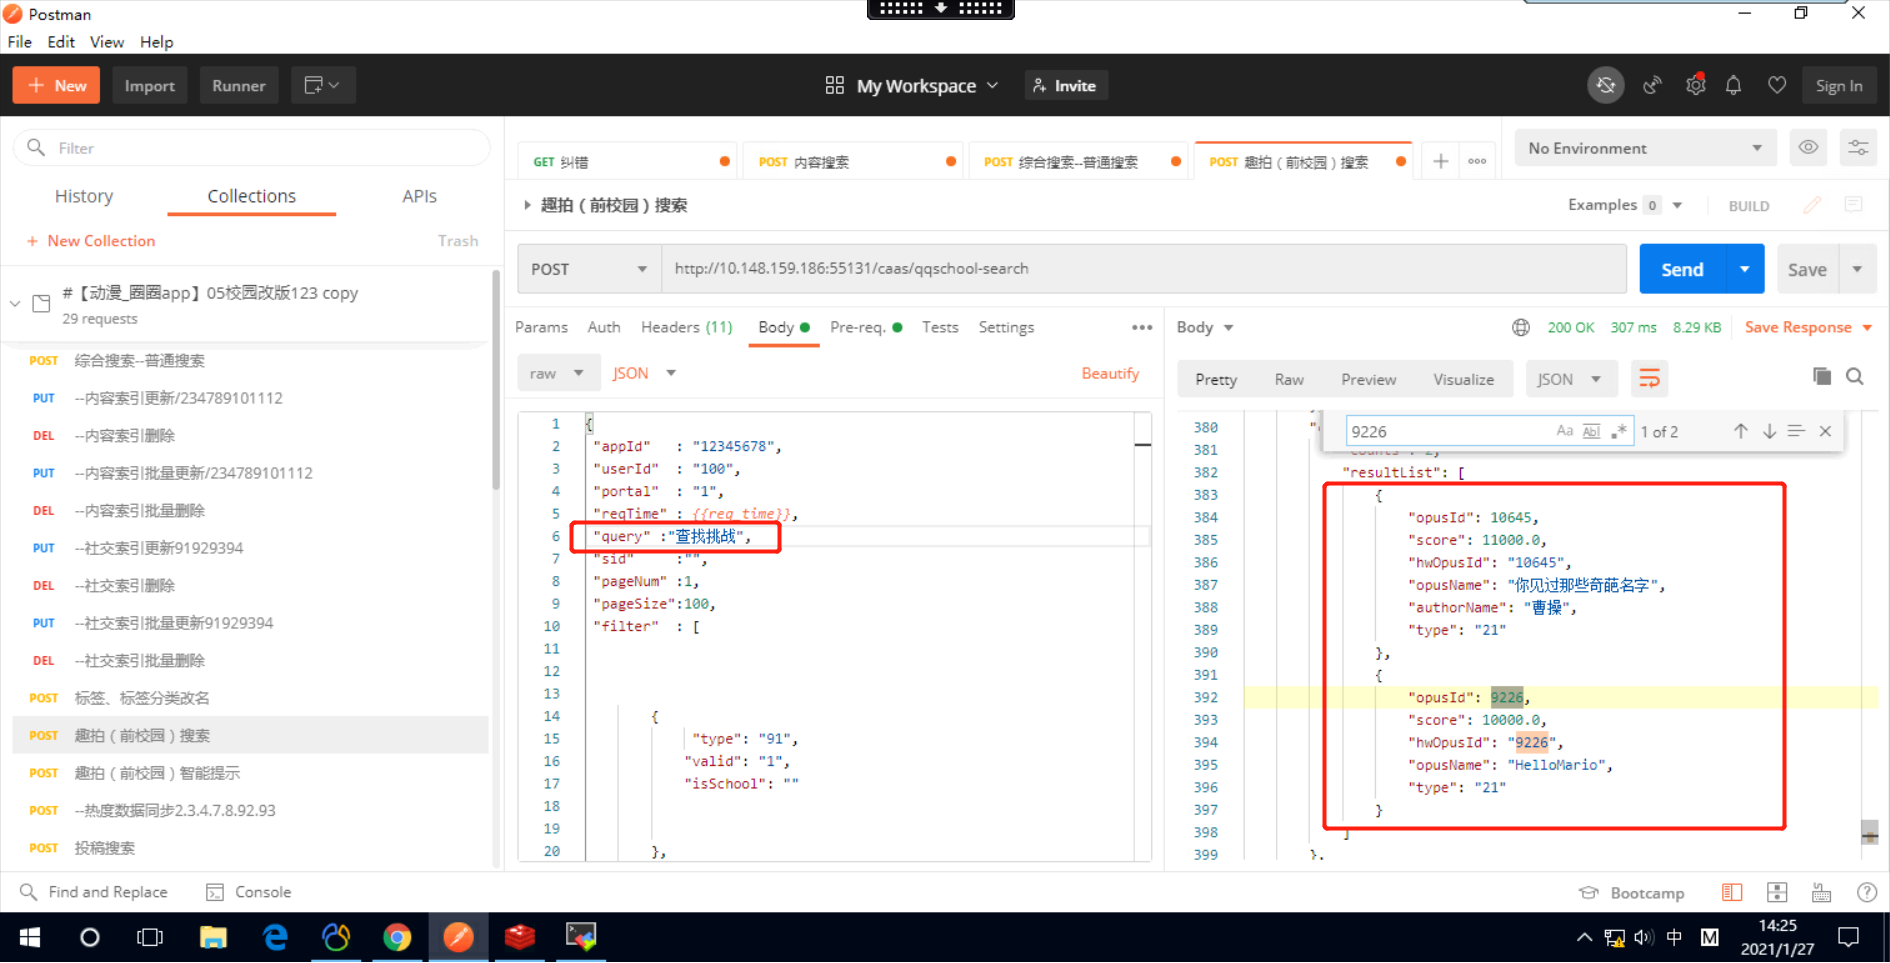 Postman
File Edit View Help
New Import Runner My Workspace Invite Sign In
Filter
History Collections APIs
+ New Collection Trash
#【动漫_圈圈app】05校园改版123 copy
29 requests
POST 综合搜索--普通搜索
PUT --内容索引更新/234789101112
DEL --内容索引删除
PUT --内容索引批量更新/234789101112
DEL --内容索引批量删除
PUT --社交索引更新91929394
DEL --社交索引删除
PUT --社交索引批量更新91929394
DEL --社交索引批量删除
POST 标签、标签分类改名
POST 趣拍（前校园）搜索
POST 趣拍（前校园）智能提示
POST --热度数据同步2.3.4.7.8.92.93
POST 投稿搜索
GET 纠错 POST 内容搜索 POST 综合搜索--普通搜索 POST 趣拍（前校园）搜索 No Environment
趣拍（前校园）搜索 Examples 0 BUILD
POST http://10.148.159.186:55131/caas/qqschool-search Send Save
Params Auth Headers (11) Body Pre-req. Tests Settings
raw JSON Beautify
1 {
2 "appId" : "12345678",
3 "userId" : "100",
4 "portal" : "1",
5 "reqTime" : {{req_time}},
6 "query" :"查找挑战",
7 "sid" :"",
8 "pageNum" :1,
9 "pageSize":100,
10 "filter" : [
11
12
13
14 {
15 "type": "91",
16 "valid": "1",
17 "isSchool": ""
18
19
20 },
Body 200 OK 307 ms 8.29 KB Save Response
Pretty Raw Preview Visualize JSON
9226 Aa Abl .* 1 of 2
380
381 "counts": 2,
382 "resultList": [
383 {
384 "opusId": 10645,
385 "score": 11000.0,
386 "hwOpusId": "10645",
387 "opusName": "你见过那些奇葩名字",
388 "authorName": "曹操",
389 "type": "21"
390 },
391 {
392 "opusId": 9226,
393 "score": 10000.0,
394 "hwOpusId": "9226",
395 "opusName": "HelloMario",
396 "type": "21"
397 }
398 ]
399 },
Find and Replace Console Bootcamp
中 M 14:25
2021/1/27